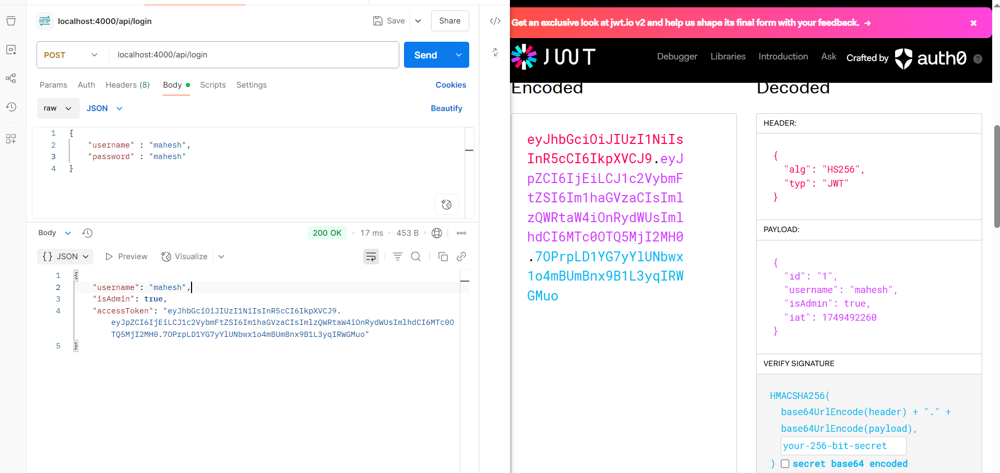 HTTP localhost:4000/api/login
Save
Share
POST
localhost:4000/api/login
Send
Params Auth Headers (8) Body Scripts Settings
Cookies
raw JSON
Beautify
1 {
2 "username" : "mahesh",
3 "password" : "mahesh"
4 }
Body
200 OK • 17 ms • 453 B
{} JSON Preview Visualize
1 {
2 "username": "mahesh",
3 "isAdmin": true,
4 "accessToken": "eyJhbGciOiJIUzI1NiIsInR5cCI6IkpXVCJ9.
eyJpZCI6IjEiLCJ1c2VybmFtZSI6Im1haGVzaCIsImlzQWRtaW4iOnRydWUsImlhdCI6MTc0O
TQ5MjI2MH0.7OPrpLD1YG7yYlUNbwx1o4mBUmBnx9B1L3yqIRWGMuo"
5 }
Get an exclusive look at jwt.io v2 and help us shape its final form with your feedback. →
JWT
Debugger Libraries Introduction Ask Crafted by auth0 ?
Encoded
eyJhbGciOiJIUzI1NiIs
InR5cCI6IkpXVCJ9.eyJ
pZCI6IjEiLCJ1c2VybmF
tZSI6Im1haGVzaCIsIml
zQWRtaW4iOnRydWUsIml
hdCI6MTc0OTQ5MjI2MH0
.7OPrpLD1YG7yYlUNbwx
1o4mBUmBnx9B1L3yqIRW
GMuo
Decoded
HEADER:
{
"alg": "HS256",
"typ": "JWT"
}
PAYLOAD:
{
"id": "1",
"username": "mahesh",
"isAdmin": true,
"iat": 1749492260
}
VERIFY SIGNATURE
HMACSHA256(
base64UrlEncode(header) + "." +
base64UrlEncode(payload),
your-256-bit-secret
) secret base64 encoded